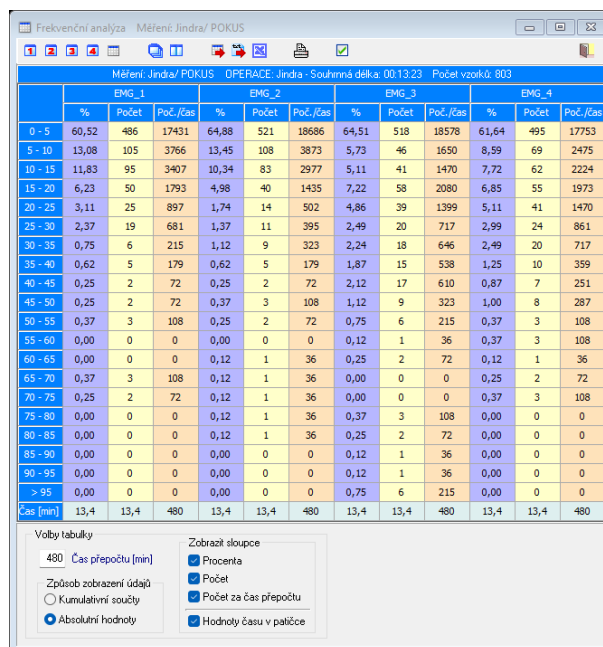 Frekvenční analýza Měření: Jindra/ POKUS
1 2 3 4
Měření: Jindra/ POKUS OPERACE: Jindra - Souhrnná délka: 00:13:23 Počet vzorků: 803
EMG_1 EMG_2 EMG_3 EMG_4
% Počet Poč./čas % Počet Poč./čas % Počet Poč./čas % Počet Poč./čas
0 - 5 60,52 486 17431 64,88 521 18686 64,51 518 18578 61,64 495 17753
5 - 10 13,08 105 3766 13,45 108 3873 5,73 46 1650 8,59 69 2475
10 - 15 11,83 95 3407 10,34 83 2977 5,11 41 1470 7,72 62 2224
15 - 20 6,23 50 1793 4,98 40 1435 7,22 58 2080 6,85 55 1973
20 - 25 3,11 25 897 1,74 14 502 4,86 39 1399 5,11 41 1470
25 - 30 2,37 19 681 1,37 11 395 2,49 20 717 2,99 24 861
30 - 35 0,75 6 215 1,12 9 323 2,24 18 646 2,49 20 717
35 - 40 0,62 5 179 0,62 5 179 1,87 15 538 1,25 10 359
40 - 45 0,25 2 72 0,25 2 72 2,12 17 610 0,87 7 251
45 - 50 0,25 2 72 0,37 3 108 1,12 9 323 1,00 8 287
50 - 55 0,37 3 108 0,25 2 72 0,75 6 215 0,37 3 108
55 - 60 0,00 0 0 0,00 0 0 0,12 1 36 0,37 3 108
60 - 65 0,00 0 0 0,12 1 36 0,25 2 72 0,12 1 36
65 - 70 0,37 3 108 0,12 1 36 0,00 0 0 0,25 2 72
70 - 75 0,25 2 72 0,12 1 36 0,00 0 0 0,37 3 108
75 - 80 0,00 0 0 0,12 1 36 0,37 3 108 0,00 0 0
80 - 85 0,00 0 0 0,12 1 36 0,25 2 72 0,00 0 0
85 - 90 0,00 0 0 0,00 0 0 0,12 1 36 0,00 0 0
90 - 95 0,00 0 0 0,00 0 0 0,12 1 36 0,00 0 0
> 95 0,00 0 0 0,00 0 0 0,75 6 215 0,00 0 0
Čas [min] 13,4 13,4 480 13,4 13,4 480 13,4 13,4 480 13,4 13,4 480
Volby tabulky
480 Čas přepočtu [min]
Způsob zobrazení údajů
Kumulativní součty
Absolutní hodnoty
Zobrazit sloupce
Procenta
Počet
Počet za čas přepočtu
Hodnoty času v patičce